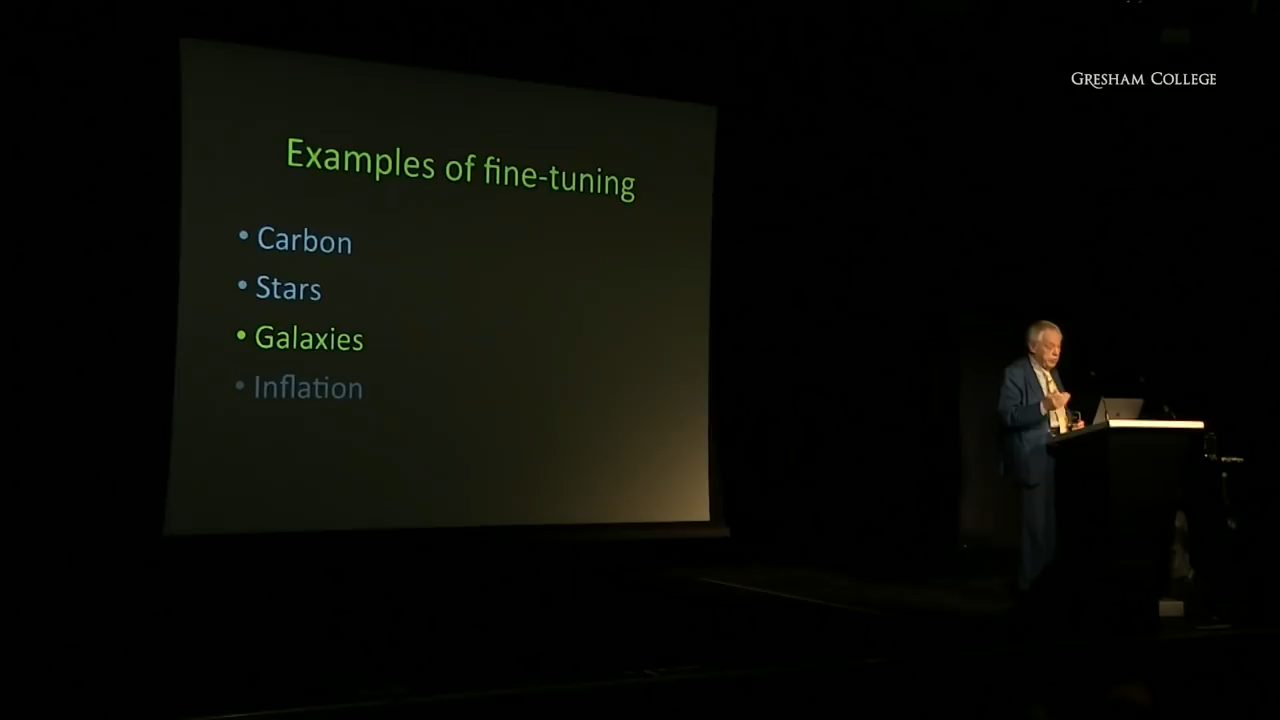 GRESHAM COLLEGE
Examples of fine-tuning
• Carbon
• Stars
• Galaxies
• Inflation